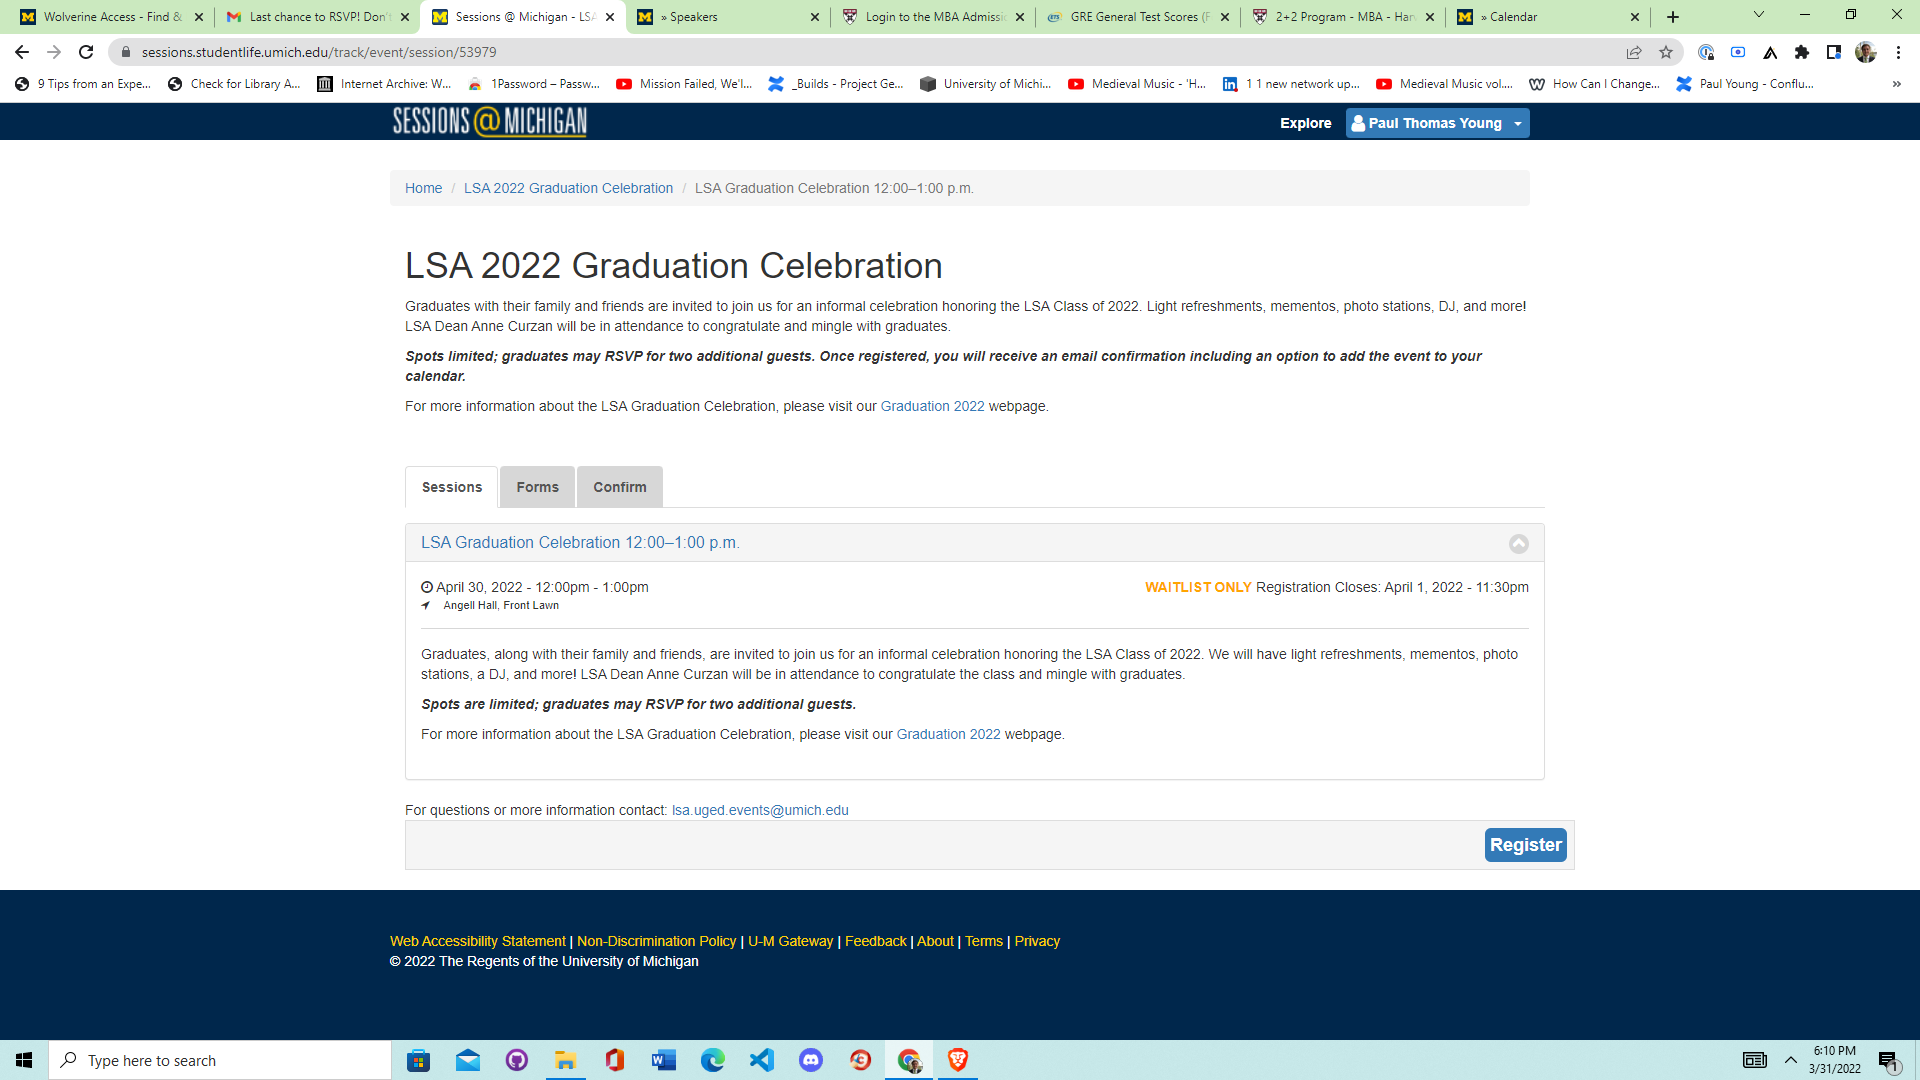 Wolverine Access - Find &
Last chance to RSVP! Don't
Sessions @ Michigan - LSA
» Speakers
Login to the MBA Admissio
GRE General Test Scores (F
2+2 Program - MBA - Har
» Calendar
sessions.studentlife.umich.edu/track/event/session/53979
9 Tips from an Expe...
Check for Library A...
Internet Archive: W...
1Password – Passw...
Mission Failed, We'l...
_Builds - Project Ge...
University of Michi...
Medieval Music - 'H...
1 1 new network up...
Medieval Music vol....
How Can I Change...
Paul Young - Conflu...
»
SESSIONS @ MICHIGAN
Explore
Paul Thomas Young
Home / LSA 2022 Graduation Celebration / LSA Graduation Celebration 12:00–1:00 p.m.
LSA 2022 Graduation Celebration
Graduates with their family and friends are invited to join us for an informal celebration honoring the LSA Class of 2022. Light refreshments, mementos, photo stations, DJ, and more!
LSA Dean Anne Curzan will be in attendance to congratulate and mingle with graduates.
Spots limited; graduates may RSVP for two additional guests. Once registered, you will receive an email confirmation including an option to add the event to your
calendar.
For more information about the LSA Graduation Celebration, please visit our Graduation 2022 webpage.
Sessions
Forms
Confirm
LSA Graduation Celebration 12:00–1:00 p.m.
April 30, 2022 - 12:00pm - 1:00pm
WAITLIST ONLY Registration Closes: April 1, 2022 - 11:30pm
Angell Hall, Front Lawn
Graduates, along with their family and friends, are invited to join us for an informal celebration honoring the LSA Class of 2022. We will have light refreshments, mementos, photo
stations, a DJ, and more! LSA Dean Anne Curzan will be in attendance to congratulate the class and mingle with graduates.
Spots are limited; graduates may RSVP for two additional guests.
For more information about the LSA Graduation Celebration, please visit our Graduation 2022 webpage.
For questions or more information contact: lsa.uged.events@umich.edu
Register
Web Accessibility Statement | Non-Discrimination Policy | U-M Gateway | Feedback | About | Terms | Privacy
© 2022 The Regents of the University of Michigan
Type here to search
6:10 PM
3/31/2022
1